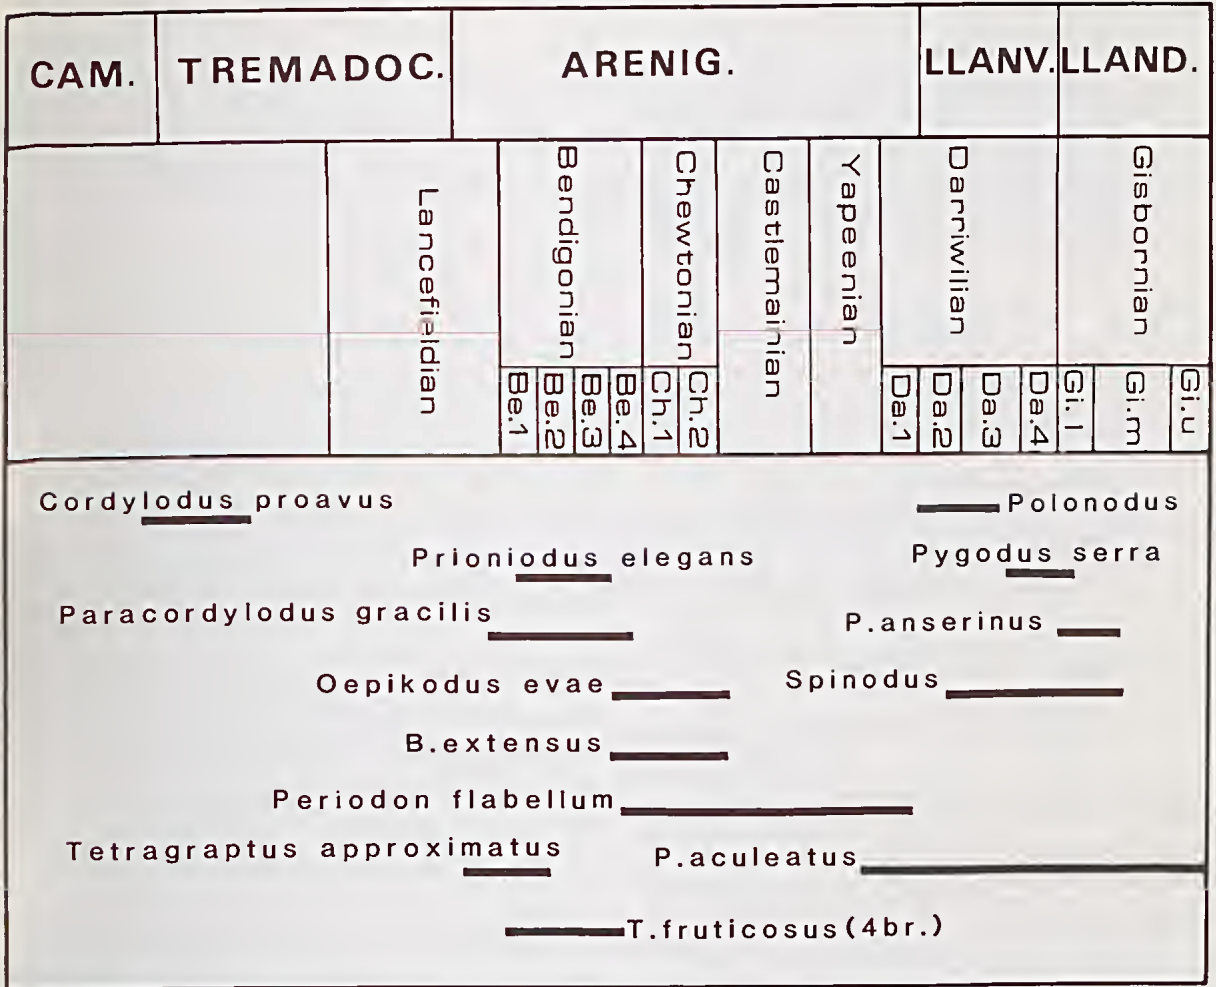 CAM. TREMADOC. ARENIG. LLANV. LLAND.
Lancefieldian Bendigonian Chewtonian Castlemainian Yapeenian Darriwilian Gisbornian
Be.1 Be.2 Be.3 Be.4 Ch.1 Ch.2 Da.1 Da.2 Da.3 Da.4 Gi.l Gi.m Gi.u
Cordylodus proavus Polonodus
Prioniodus elegans Pygodus serra
Paracordylodus gracilis P.anserinus
Oepikodus evae Spinodus
B.extensus
Periodon flabellum
Tetragraptus approximatus P.aculeatus
T.fruticosus(4br.)